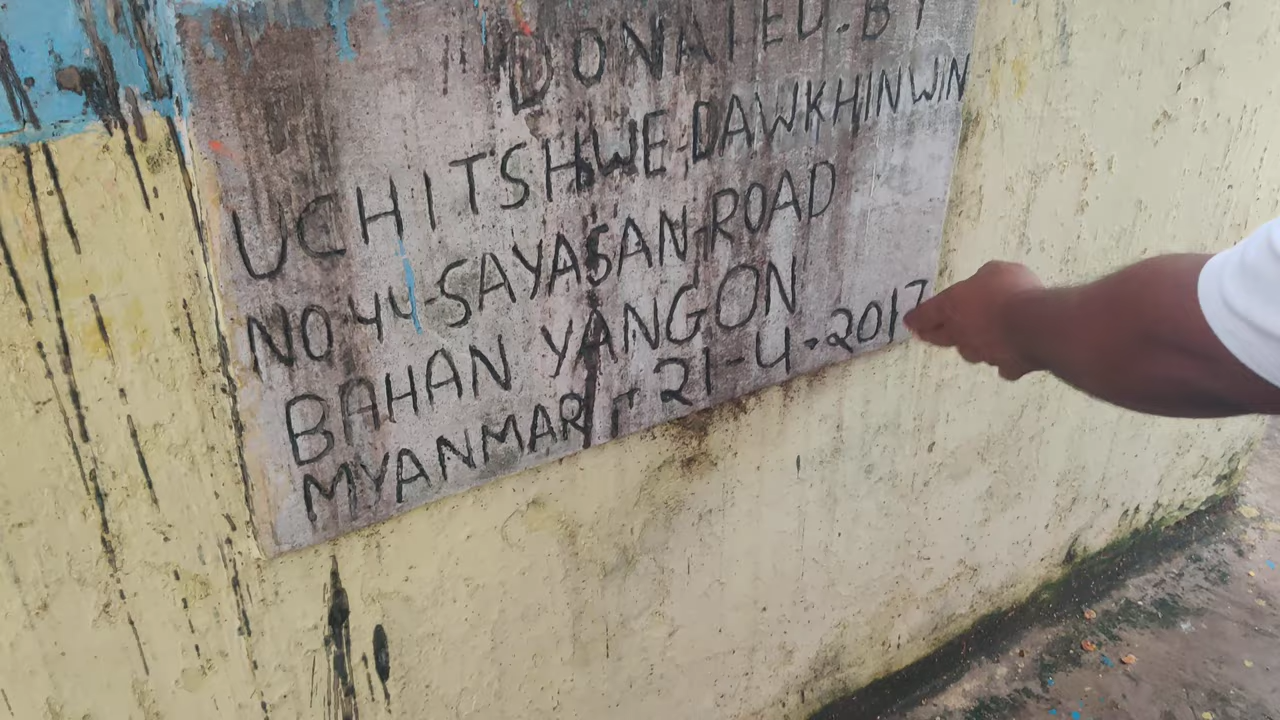 DONATED.BY
UCHITSHWE-DAWKHINWIN
NO 44-SAYASAN-ROAD
BAHAN YANGON
MYANMAR - 21-4.2017